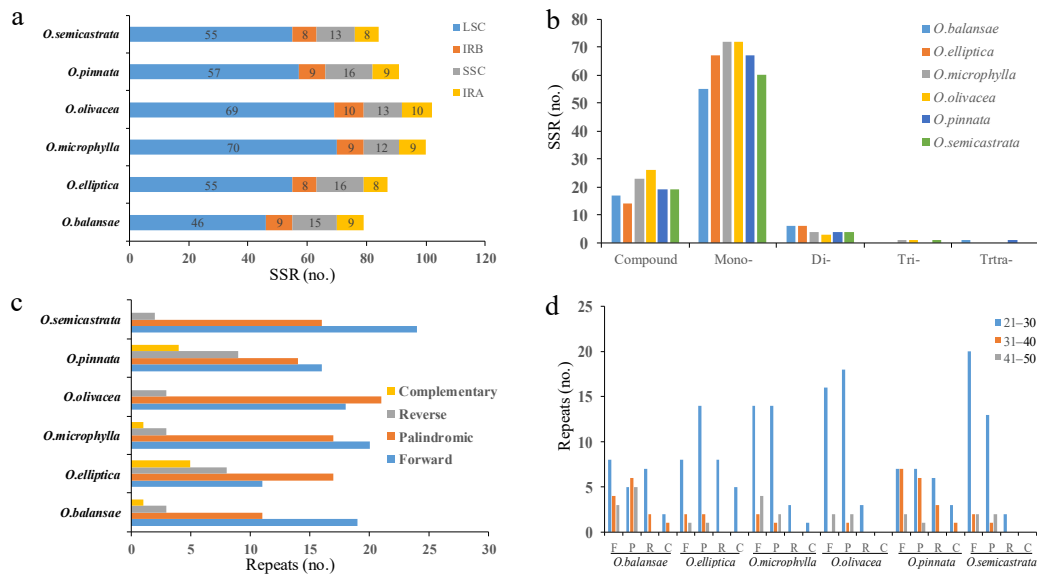 a
O.semicastrata 55 8 13 8
O.pinnata 57 9 16 9
O.olivacea 69 10 13 10
O.microphylla 70 9 12 9
O.elliptica 55 8 16 8
O.balansae 46 9 15 9
0 20 40 60 80 100 120
SSR (no.)
LSC
IRB
SSC
IRA
b
80
70
60
50
40
30
20
10
0
SSR (no.)
Compound Mono- Di- Tri- Trtra-
O.balansae
O.elliptica
O.microphylla
O.olivacea
O.pinnata
O.semicastrata
c
O.semicastrata
O.pinnata
O.olivacea
O.microphylla
O.elliptica
O.balansae
0 5 10 15 20 25 30
Repeats (no.)
Complementary
Reverse
Palindromic
Forward
d
25
20
15
10
5
0
Repeats (no.)
21–30
31–40
41–50
F P R C F P R C F P R C F P R C F P R C F P R C
O.balansae O.elliptica O.microphylla O.olivacea O.pinnata O.semicastrata